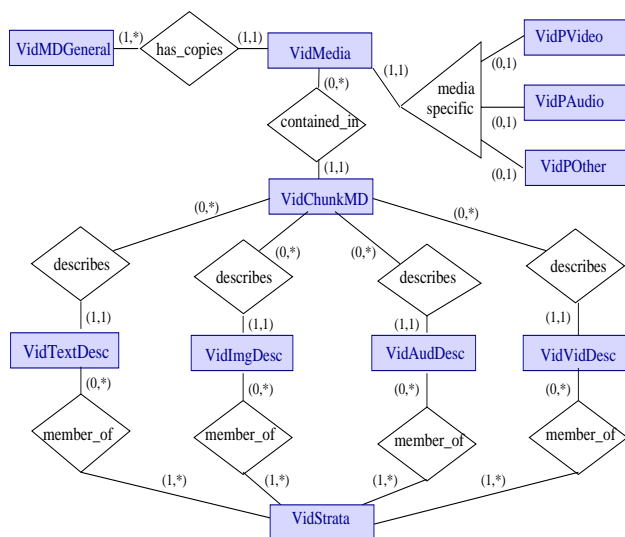 VidMDGeneral
(1,*)
has_copies
(1,1)
VidMedia
(1,1)
media
specific
(0,1)
VidPVideo
(0,1)
VidPAudio
(0,1)
VidPOther
(0,*)
contained_in
(1,1)
VidChunkMD
(0,*)
(0,*)
(0,*)
(0,*)
describes
describes
describes
describes
(1,1)
(1,1)
(1,1)
(1,1)
VidTextDesc
VidImgDesc
VidAudDesc
VidVidDesc
(0,*)
(0,*)
(0,*)
(0,*)
member_of
member_of
member_of
member_of
(1,*)
(1,*)
(1,*)
(1,*)
VidStrata